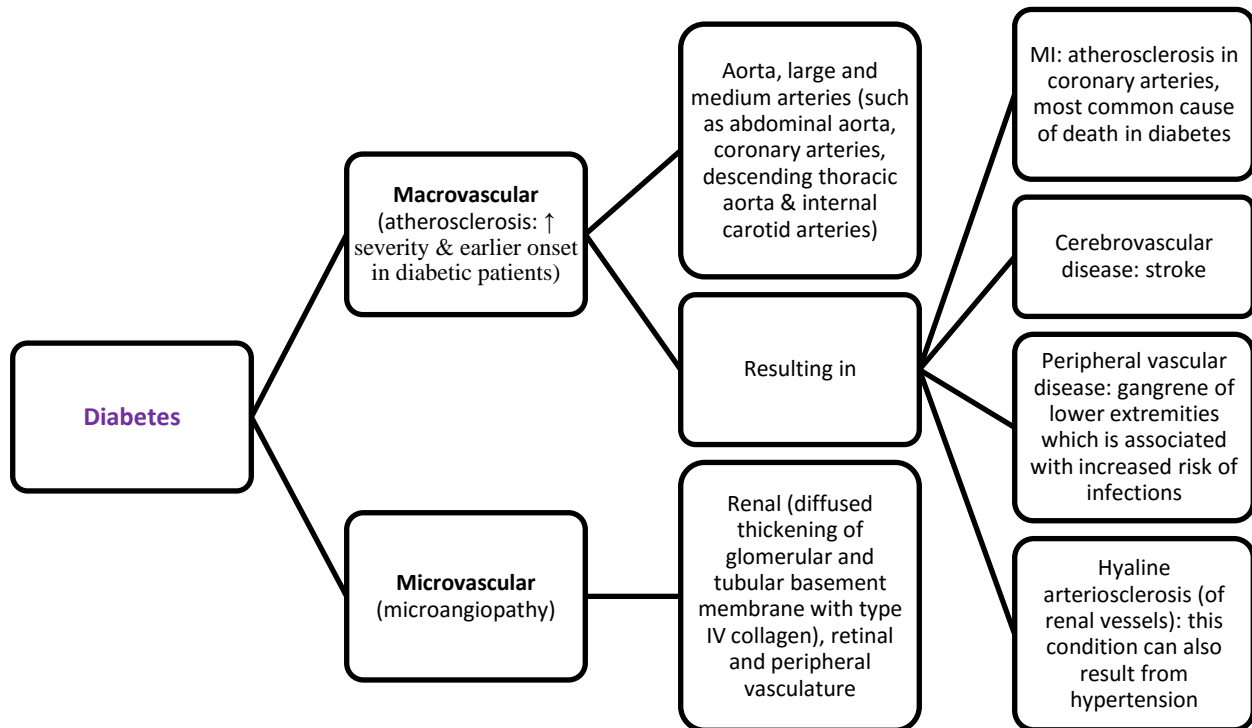 Diabetes
Macrovascular
(atherosclerosis: ↑
severity & earlier onset
in diabetic patients)
Aorta, large and
medium arteries (such
as abdominal aorta,
coronary arteries,
descending thoracic
aorta & internal
carotid arteries)
Resulting in
MI: atherosclerosis in
coronary arteries,
most common cause
of death in diabetes
Cerebrovascular
disease: stroke
Peripheral vascular
disease: gangrene of
lower extremities
which is associated
with increased risk of
infections
Hyaline
arteriosclerosis (of
renal vessels): this
condition can also
result from
hypertension
Microvascular
(microangiopathy)
Renal (diffused
thickening of
glomerular and
tubular basement
membrane with type
IV collagen), retinal
and peripheral
vasculature